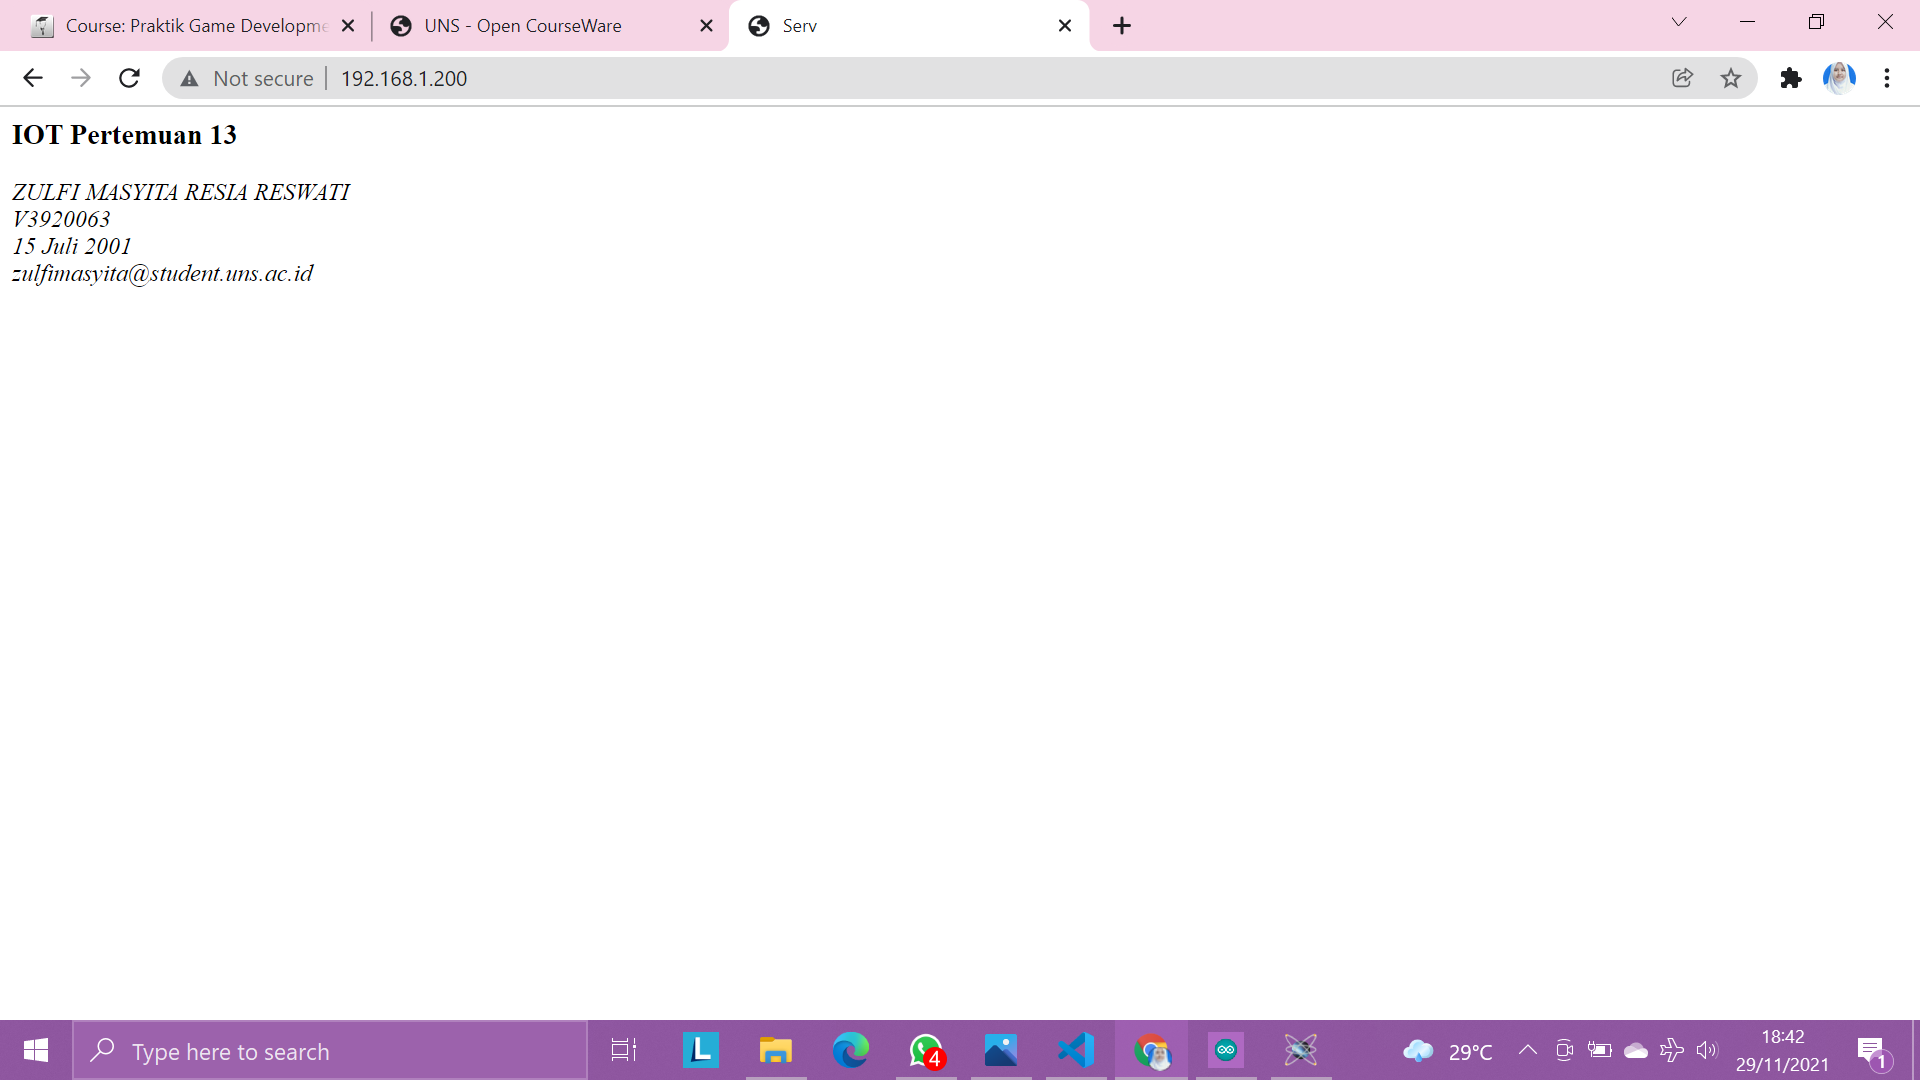 Course: Praktik Game Developme
UNS - Open CourseWare
Serv
Not secure
192.168.1.200
IOT Pertemuan 13
ZULFI MASYITA RESIA RESWATI
V3920063
15 Juli 2001
zulfimasyita@student.uns.ac.id
Type here to search
L
4
29°C
18:42
29/11/2021
1